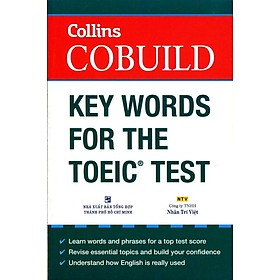 Collins
COBUILD
KEY WORDS
FOR THE
TOEIC® TEST
NHÀ XUẤT BẢN TỔNG HỢP
THÀNH PHỐ HỒ CHÍ MINH
NTV
Công ty TNHH
Nhân Trí Việt
Learn words and phrases for a top test score
Revise essential topics and build your confidence
Understand how English is really used